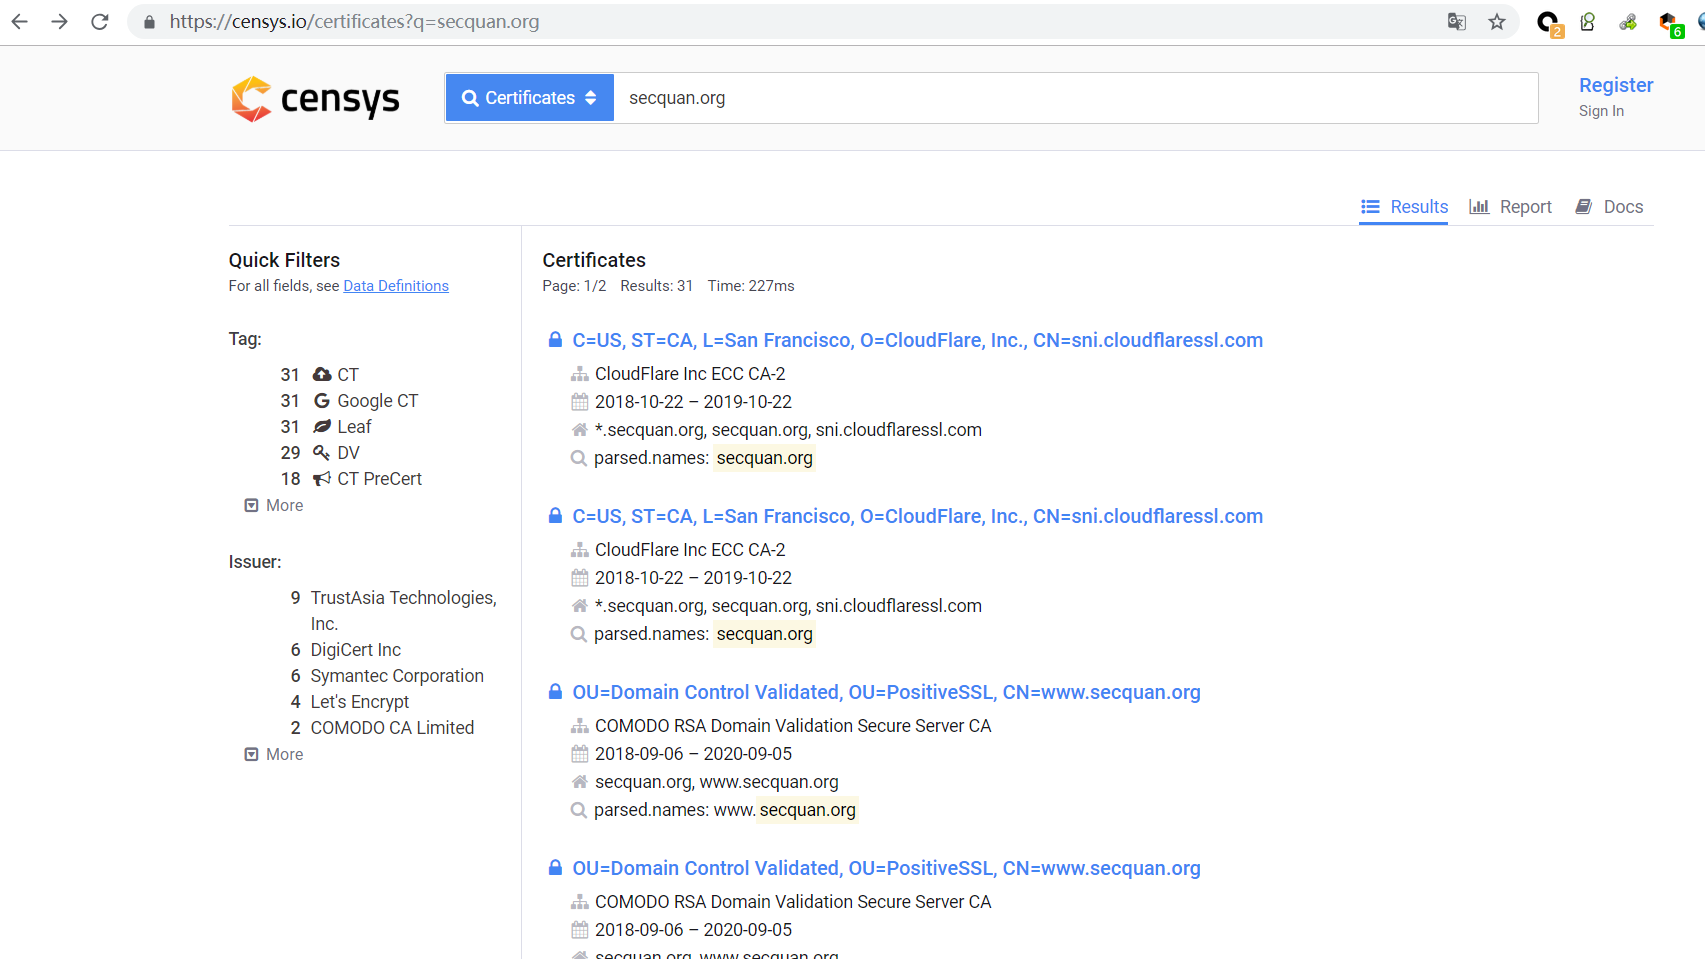 https://censys.io/certificates?q=secquan.org
2
6
censys
Certificates
secquan.org
Register
Sign In
Results
Report
Docs
Quick Filters
For all fields, see Data Definitions
Tag:
31 CT
31 Google CT
31 Leaf
29 DV
18 CT PreCert
More
Issuer:
9 TrustAsia Technologies,
Inc.
6 DigiCert Inc
6 Symantec Corporation
4 Let's Encrypt
2 COMODO CA Limited
More
Certificates
Page: 1/2 Results: 31 Time: 227ms
C=US, ST=CA, L=San Francisco, O=CloudFlare, Inc., CN=sni.cloudflaressl.com
CloudFlare Inc ECC CA-2
2018-10-22 – 2019-10-22
*.secquan.org, secquan.org, sni.cloudflaressl.com
parsed.names: secquan.org
C=US, ST=CA, L=San Francisco, O=CloudFlare, Inc., CN=sni.cloudflaressl.com
CloudFlare Inc ECC CA-2
2018-10-22 – 2019-10-22
*.secquan.org, secquan.org, sni.cloudflaressl.com
parsed.names: secquan.org
OU=Domain Control Validated, OU=PositiveSSL, CN=www.secquan.org
COMODO RSA Domain Validation Secure Server CA
2018-09-06 – 2020-09-05
secquan.org, www.secquan.org
parsed.names: www.secquan.org
OU=Domain Control Validated, OU=PositiveSSL, CN=www.secquan.org
COMODO RSA Domain Validation Secure Server CA
2018-09-06 – 2020-09-05
secquan.org, www.secquan.org